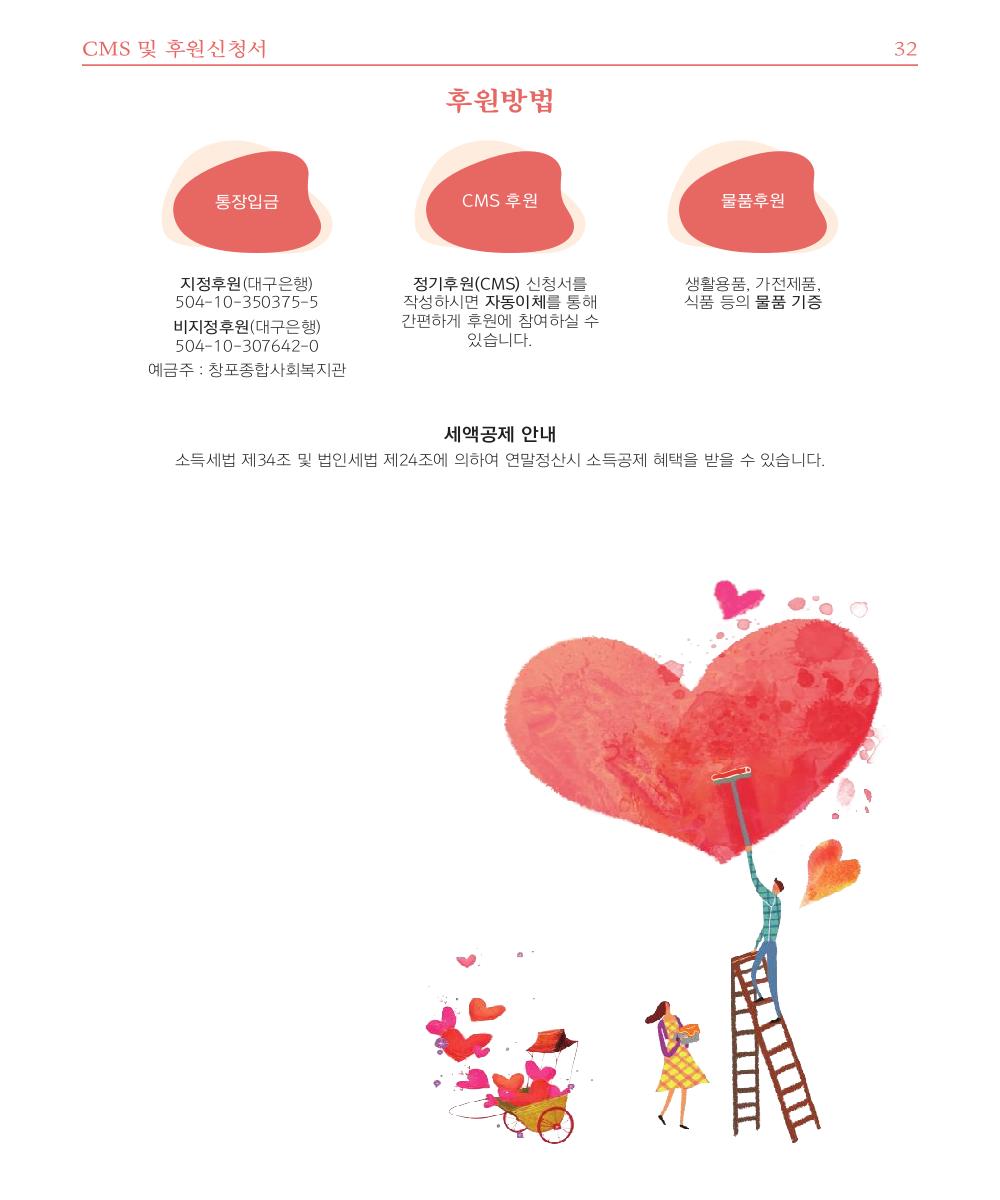 CMS 및 후원신청서
32
후원방법
통장입금
지정후원(대구은행)
504-10-350375-5
비지정후원(대구은행)
504-10-307642-0
예금주 : 창포종합사회복지관
CMS 후원
정기후원(CMS) 신청서를
작성하시면 자동이체를 통해
간편하게 후원에 참여하실 수
있습니다.
물품후원
생활용품, 가전제품,
식품 등의 물품 기증
세액공제 안내
소득세법 제34조 및 법인세법 제24조에 의하여 연말정산시 소득공제 혜택을 받을 수 있습니다.